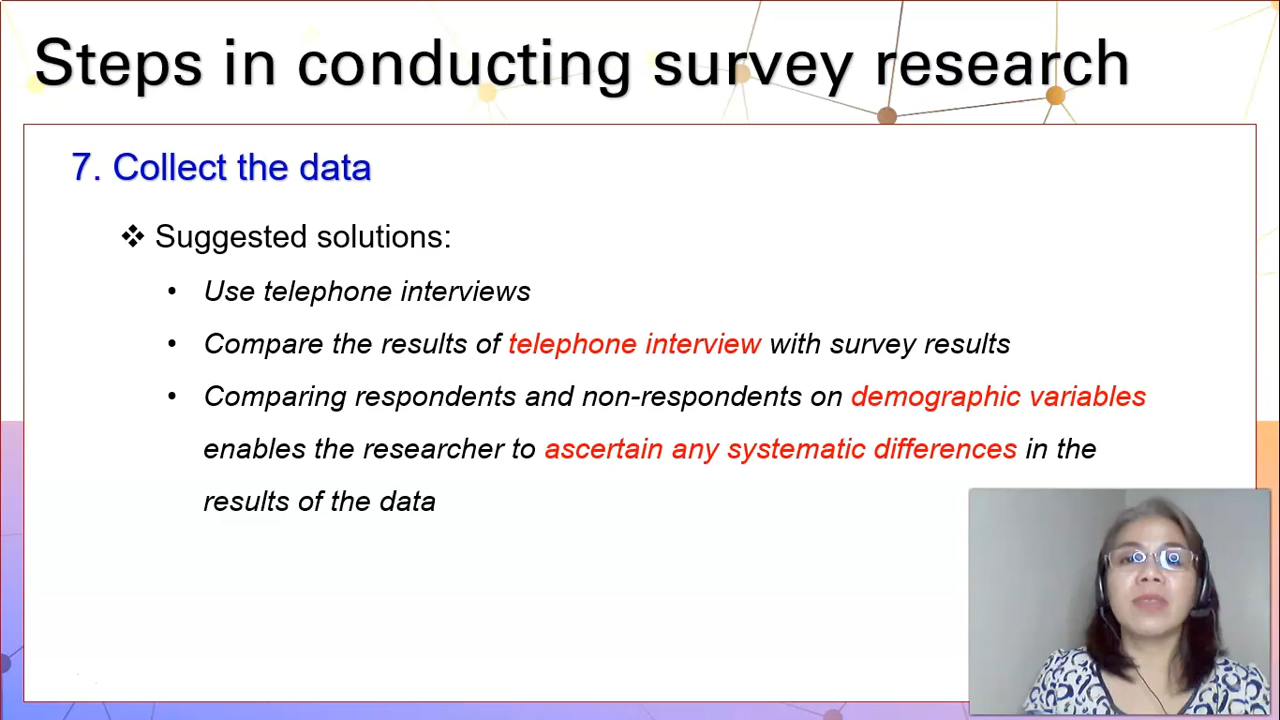 Steps in conducting survey research
7. Collect the data
❖ Suggested solutions:
• Use telephone interviews
• Compare the results of telephone interview with survey results
• Comparing respondents and non-respondents on demographic variables
enables the researcher to ascertain any systematic differences in the
results of the data